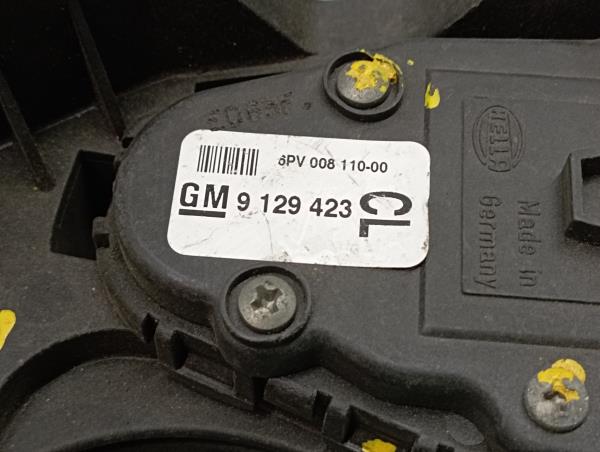 6PV 008 110-00
GM 9 129 423 CL
HELLA
Made in
Germany